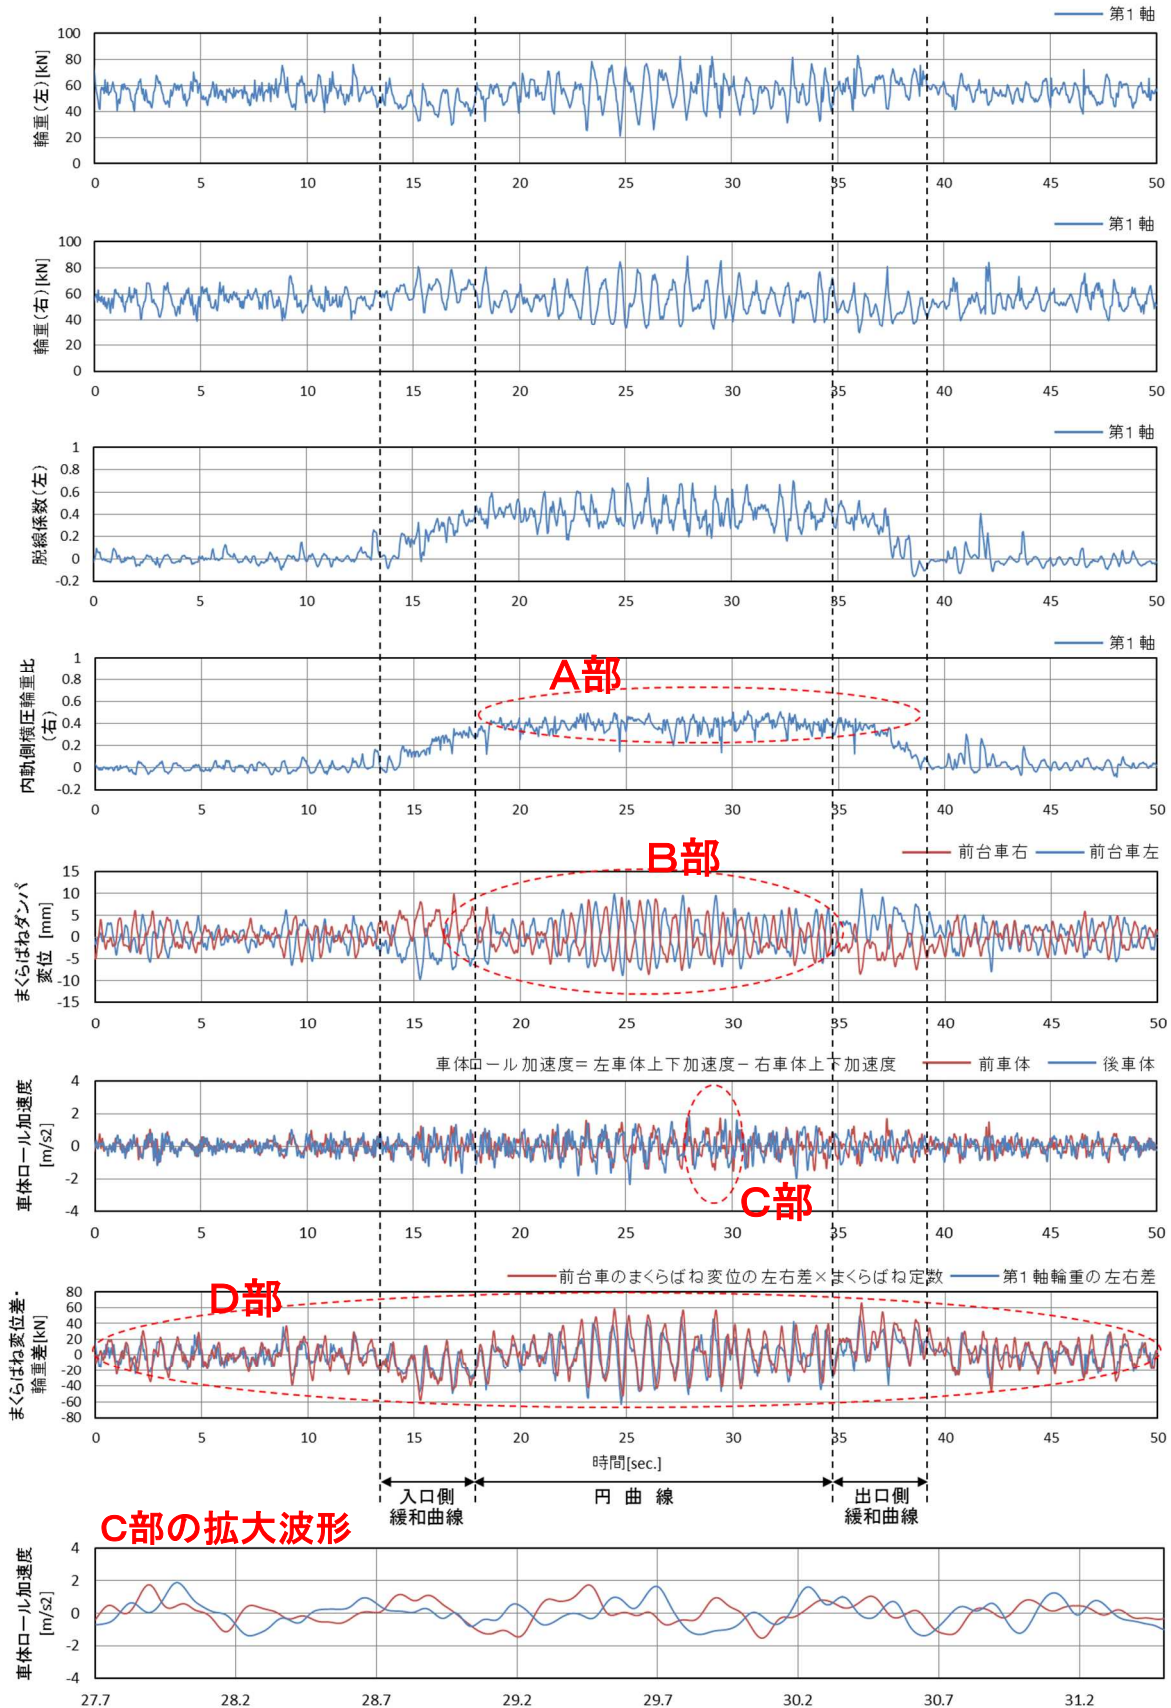 第1軸
輪重(左)[kN]
100
80
60
40
20
0
0 5 10 15 20 25 30 35 40 45 50
第1軸
輪重(右)[kN]
100
80
60
40
20
0
0 5 10 15 20 25 30 35 40 45 50
第1軸
脱線係数(左)
1
0.8
0.6
0.4
0.2
0
-0.2
0 5 10 15 20 25 30 35 40 45 50
第1軸
内軌側横圧輪重比
(右)
1
0.8
0.6
0.4
0.2
0
-0.2
A部
0 5 10 15 20 25 30 35 40 45 50
B部
前台車右 前台車左
まくらばねダンパ
変位 [mm]
15
10
5
0
-5
-10
-15
0 5 10 15 20 25 30 35 40 45 50
車体ロール加速度=左車体上下加速度-右車体上下加速度 前車体 後車体
車体ロール加速度
[m/s2]
4
2
0
-2
-4
C部
0 5 10 15 20 25 30 35 40 45 50
D部
前台車のまくらばね変位の左右差×まくらばね定数 第1軸輪重の左右差
まくらばね変位差・
輪重差[kN]
80
60
40
20
0
-20
-40
-60
-80
0 5 10 15 20 25 30 35 40 45 50
時間[sec.]
入口側
緩和曲線
円曲線
出口側
緩和曲線
C部の拡大波形
車体ロール加速度
[m/s2]
4
2
0
-2
-4
27.7 28.2 28.7 29.2 29.7 30.2 30.7 31.2